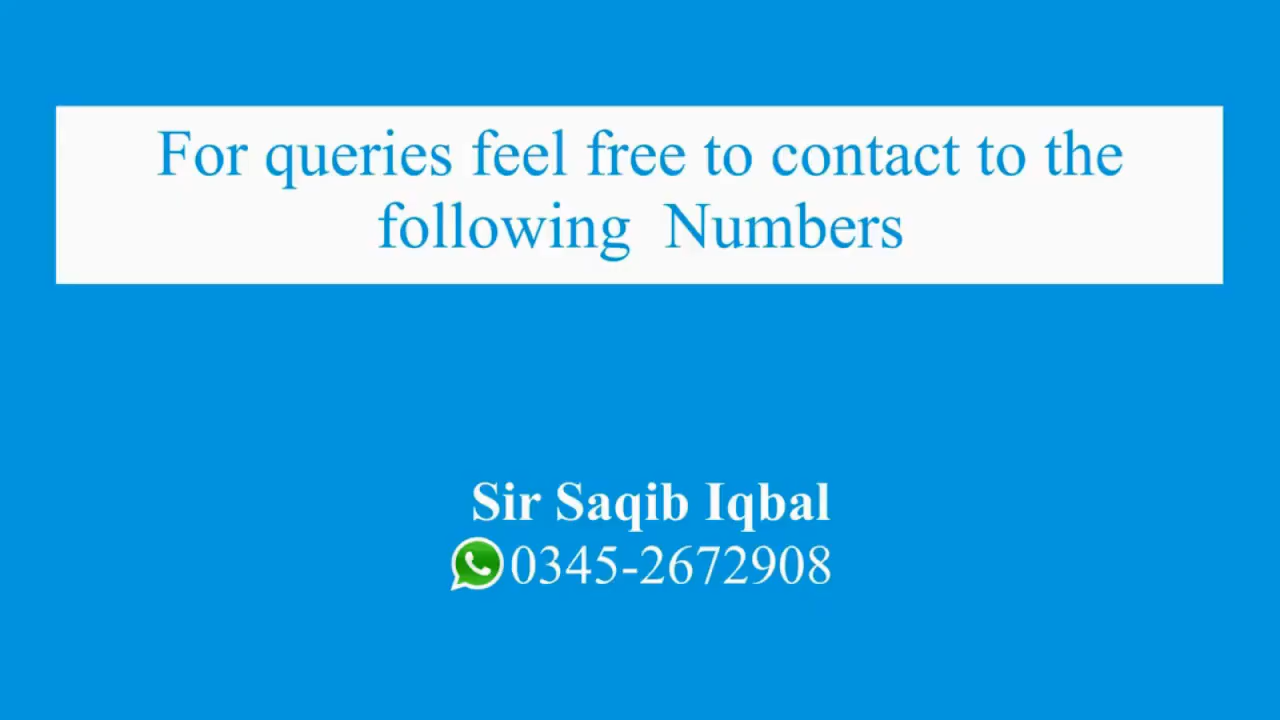 For queries feel free to contact to the
following  Numbers
Sir Saqib Iqbal
0345-2672908